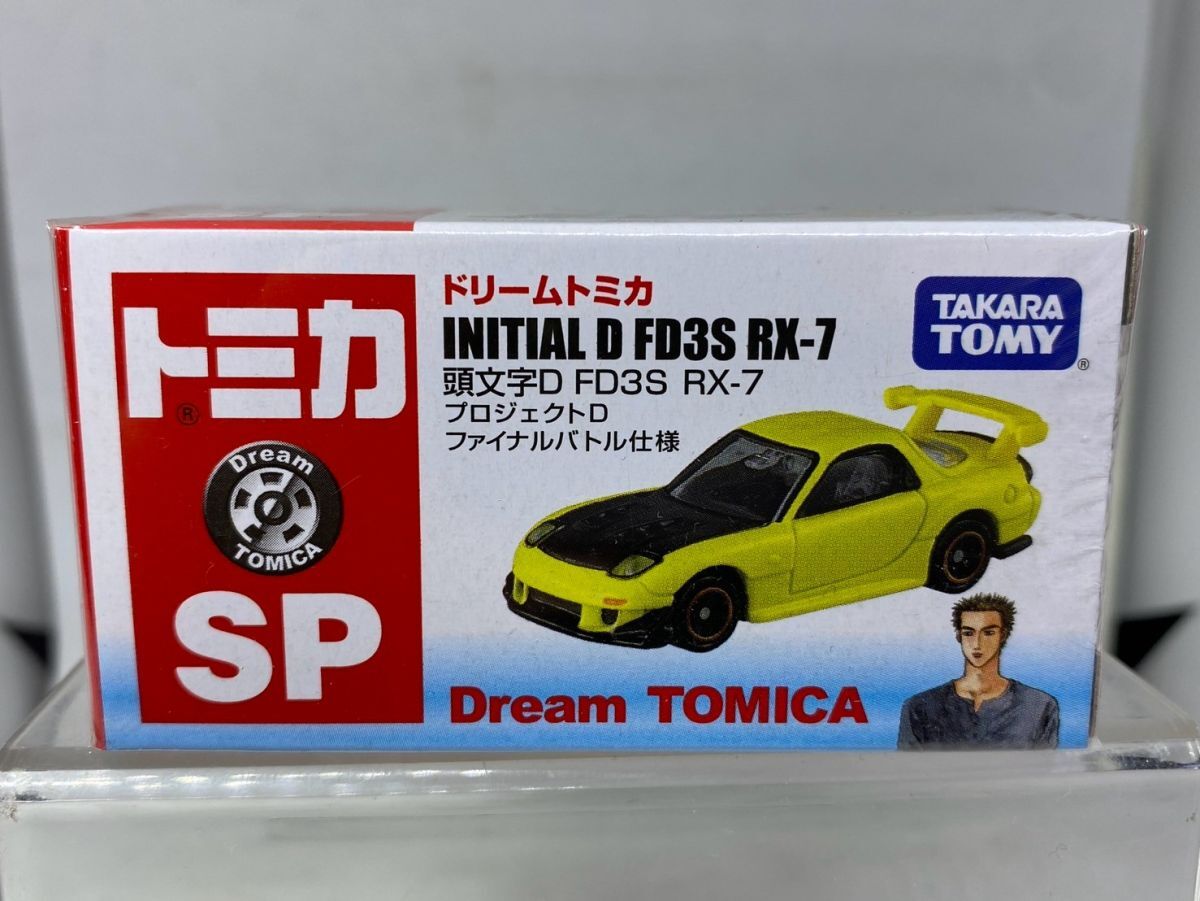 トミカ
®
Dream
TOMICA
SP
ドリームトミカ
INITIAL D FD3S RX-7
頭文字D FD3S RX-7
プロジェクトD
ファイナルバトル仕様
TAKARA
TOMY
®
Dream TOMICA